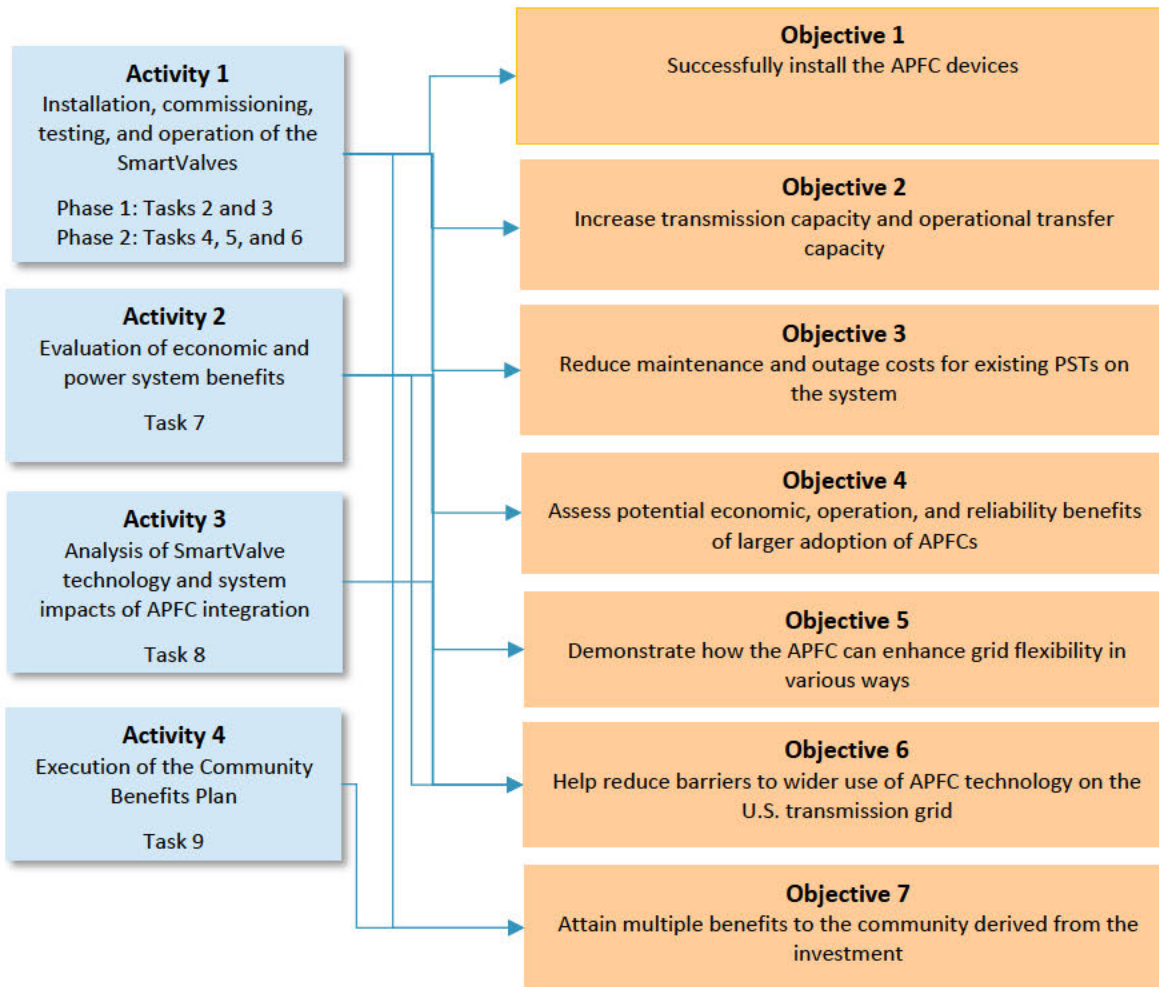 Activity 1
Installation, commissioning,
testing, and operation of the
SmartValves
Phase 1: Tasks 2 and 3
Phase 2: Tasks 4, 5, and 6
Activity 2
Evaluation of economic and
power system benefits
Task 7
Activity 3
Analysis of SmartValve
technology and system
impacts of APFC integration
Task 8
Activity 4
Execution of the Community
Benefits Plan
Task 9
Objective 1
Successfully install the APFC devices
Objective 2
Increase transmission capacity and operational transfer
capacity
Objective 3
Reduce maintenance and outage costs for existing PSTs on
the system
Objective 4
Assess potential economic, operation, and reliability benefits
of larger adoption of APFCs
Objective 5
Demonstrate how the APFC can enhance grid flexibility in
various ways
Objective 6
Help reduce barriers to wider use of APFC technology on the
U.S. transmission grid
Objective 7
Attain multiple benefits to the community derived from the
investment